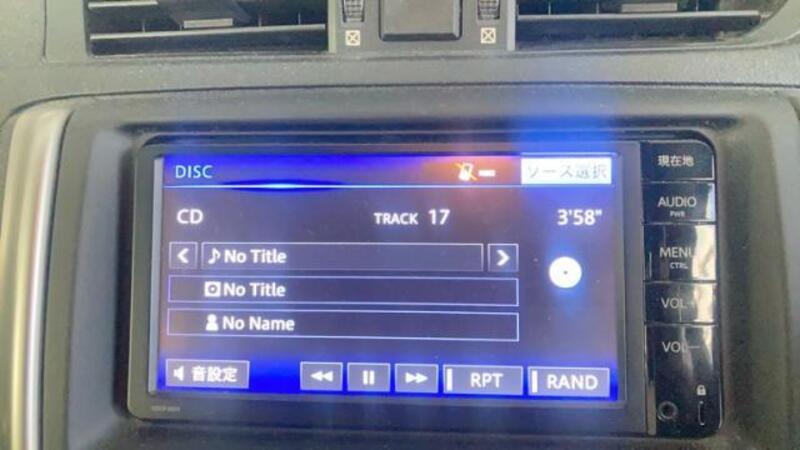 DISC
ソース選択
CD TRACK 17 3'58"
No Title
No Title
No Name
音設定
RPT RAND
現在地
AUDIO
PWR
MENU
CTRL
VOL+
VOL−